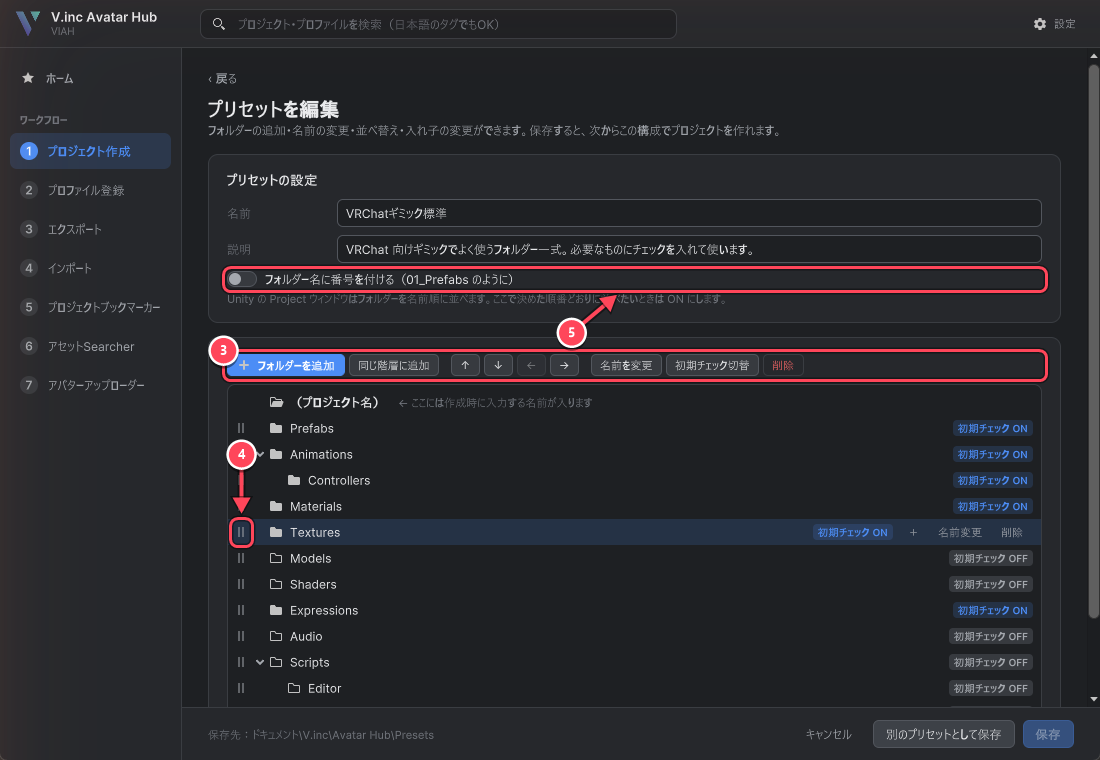 V.inc Avatar Hub
VIAH
プロジェクト・プロファイルを検索（日本語のタグでもOK）
設定
ホーム
ワークフロー
1 プロジェクト作成
2 プロファイル登録
3 エクスポート
4 インポート
5 プロジェクトブックマーカー
6 アセットSearcher
7 アバターアップローダー
‹ 戻る
プリセットを編集
フォルダーの追加・名前の変更・並べ替え・入れ子の変更ができます。保存すると、次からこの構成でプロジェクトを作れます。
プリセットの設定
名前
VRChatギミック標準
説明
VRChat 向けギミックでよく使うフォルダー一式。必要なものにチェックを入れて使います。
フォルダー名に番号を付ける（01_Prefabs のように）
Unity の Project ウィンドウはフォルダーを名前順に並べます。ここで決めた順番どおりに べたいときは ON にします。
5
3
+ フォルダーを追加 同じ階層に追加 ↑ ↓ ← → 名前を変更 初期チェック切替 削除
（プロジェクト名） ← ここには作成時に入力する名前が入ります
Prefabs 初期チェック ON
4
Animations 初期チェック ON
Controllers 初期チェック ON
Materials 初期チェック ON
Textures 初期チェック ON + 名前変更 削除
Models 初期チェック OFF
Shaders 初期チェック OFF
Expressions 初期チェック ON
Audio 初期チェック OFF
Scripts 初期チェック OFF
Editor 初期チェック OFF
保存先：ドキュメント\V.inc\Avatar Hub\Presets
キャンセル
別のプリセットとして保存
保存